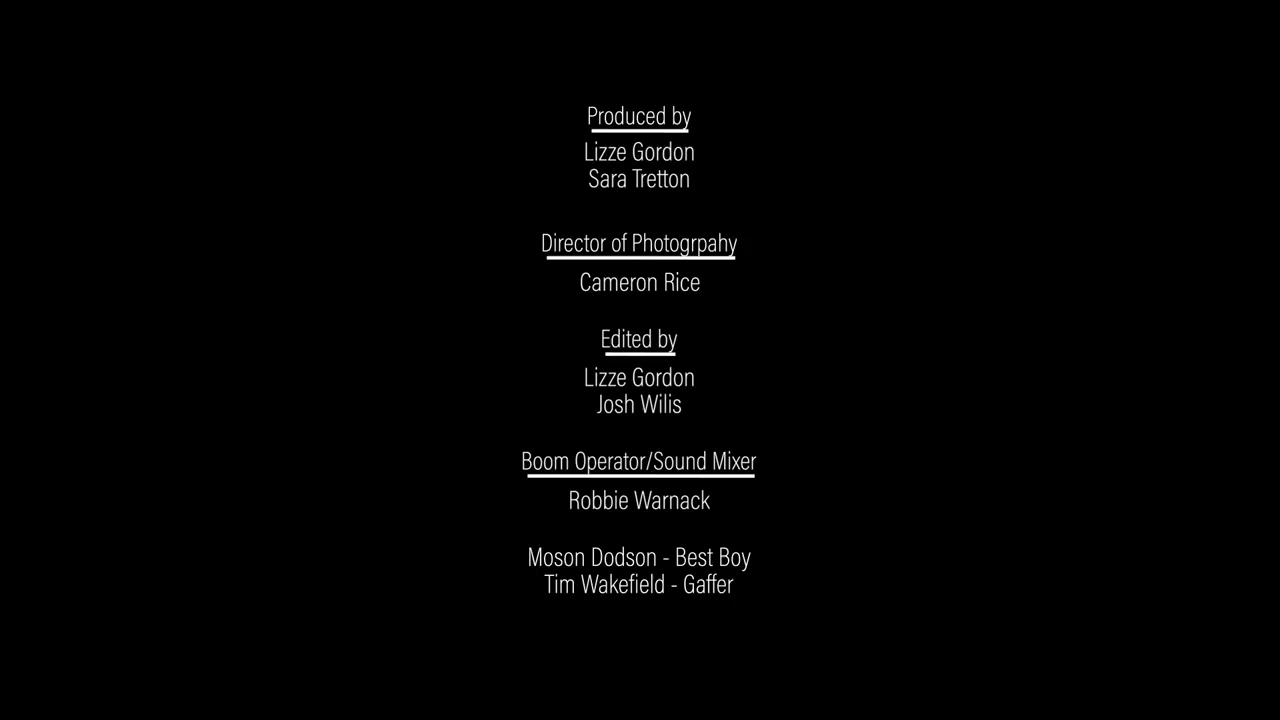 Produced by
Lizze Gordon
Sara Tretton
Director of Photogrpahy
Cameron Rice
Edited by
Lizze Gordon
Josh Wilis
Boom Operator/Sound Mixer
Robbie Warnack
Moson Dodson - Best Boy
Tim Wakefield - Gaffer